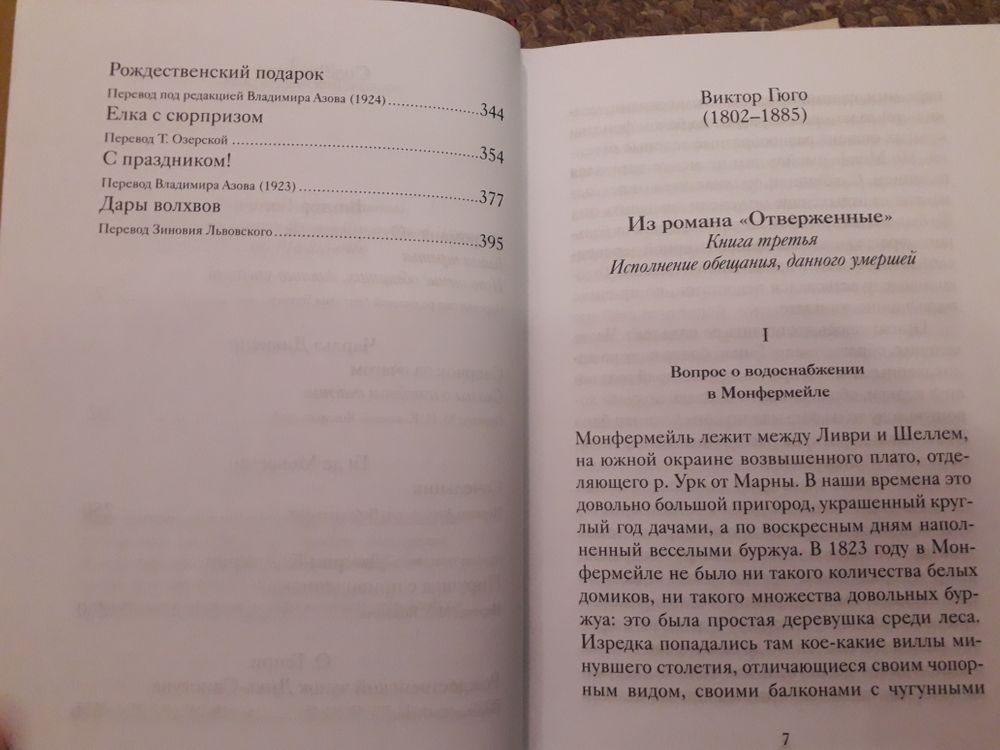 Рождественский подарок
Перевод под редакцией Владимира Азова (1924)....................344
Елка с сюрпризом
Перевод Т. Озерской..................................................354
С праздником!
Перевод Владимира Азова (1923)....................................377
Дары волхвов
Перевод Зиновия Львовского..........................................395
Виктор Гюго
(1802–1885)
Из романа «Отверженные»
Книга третья
Исполнение обещания, данного умершей
I
Вопрос о водоснабжении
в Монфермейле
Монфермейль лежит между Ливри и Шеллем,
на южной окраине возвышенного плато, отде-
ляющего р. Урк от Марны. В наши времена это
довольно большой пригород, украшенный круг-
лый год дачами, а по воскресным дням напол-
ненный веселыми буржуа. В 1823 году в Мон-
фермейле не было ни такого количества белых
домиков, ни такого множества довольных бур-
жуа: это была простая деревушка среди леса.
Изредка попадались там кое-какие виллы ми-
нувшего столетия, отличающиеся своим чопор-
ным видом, своими балконами с чугунными
7